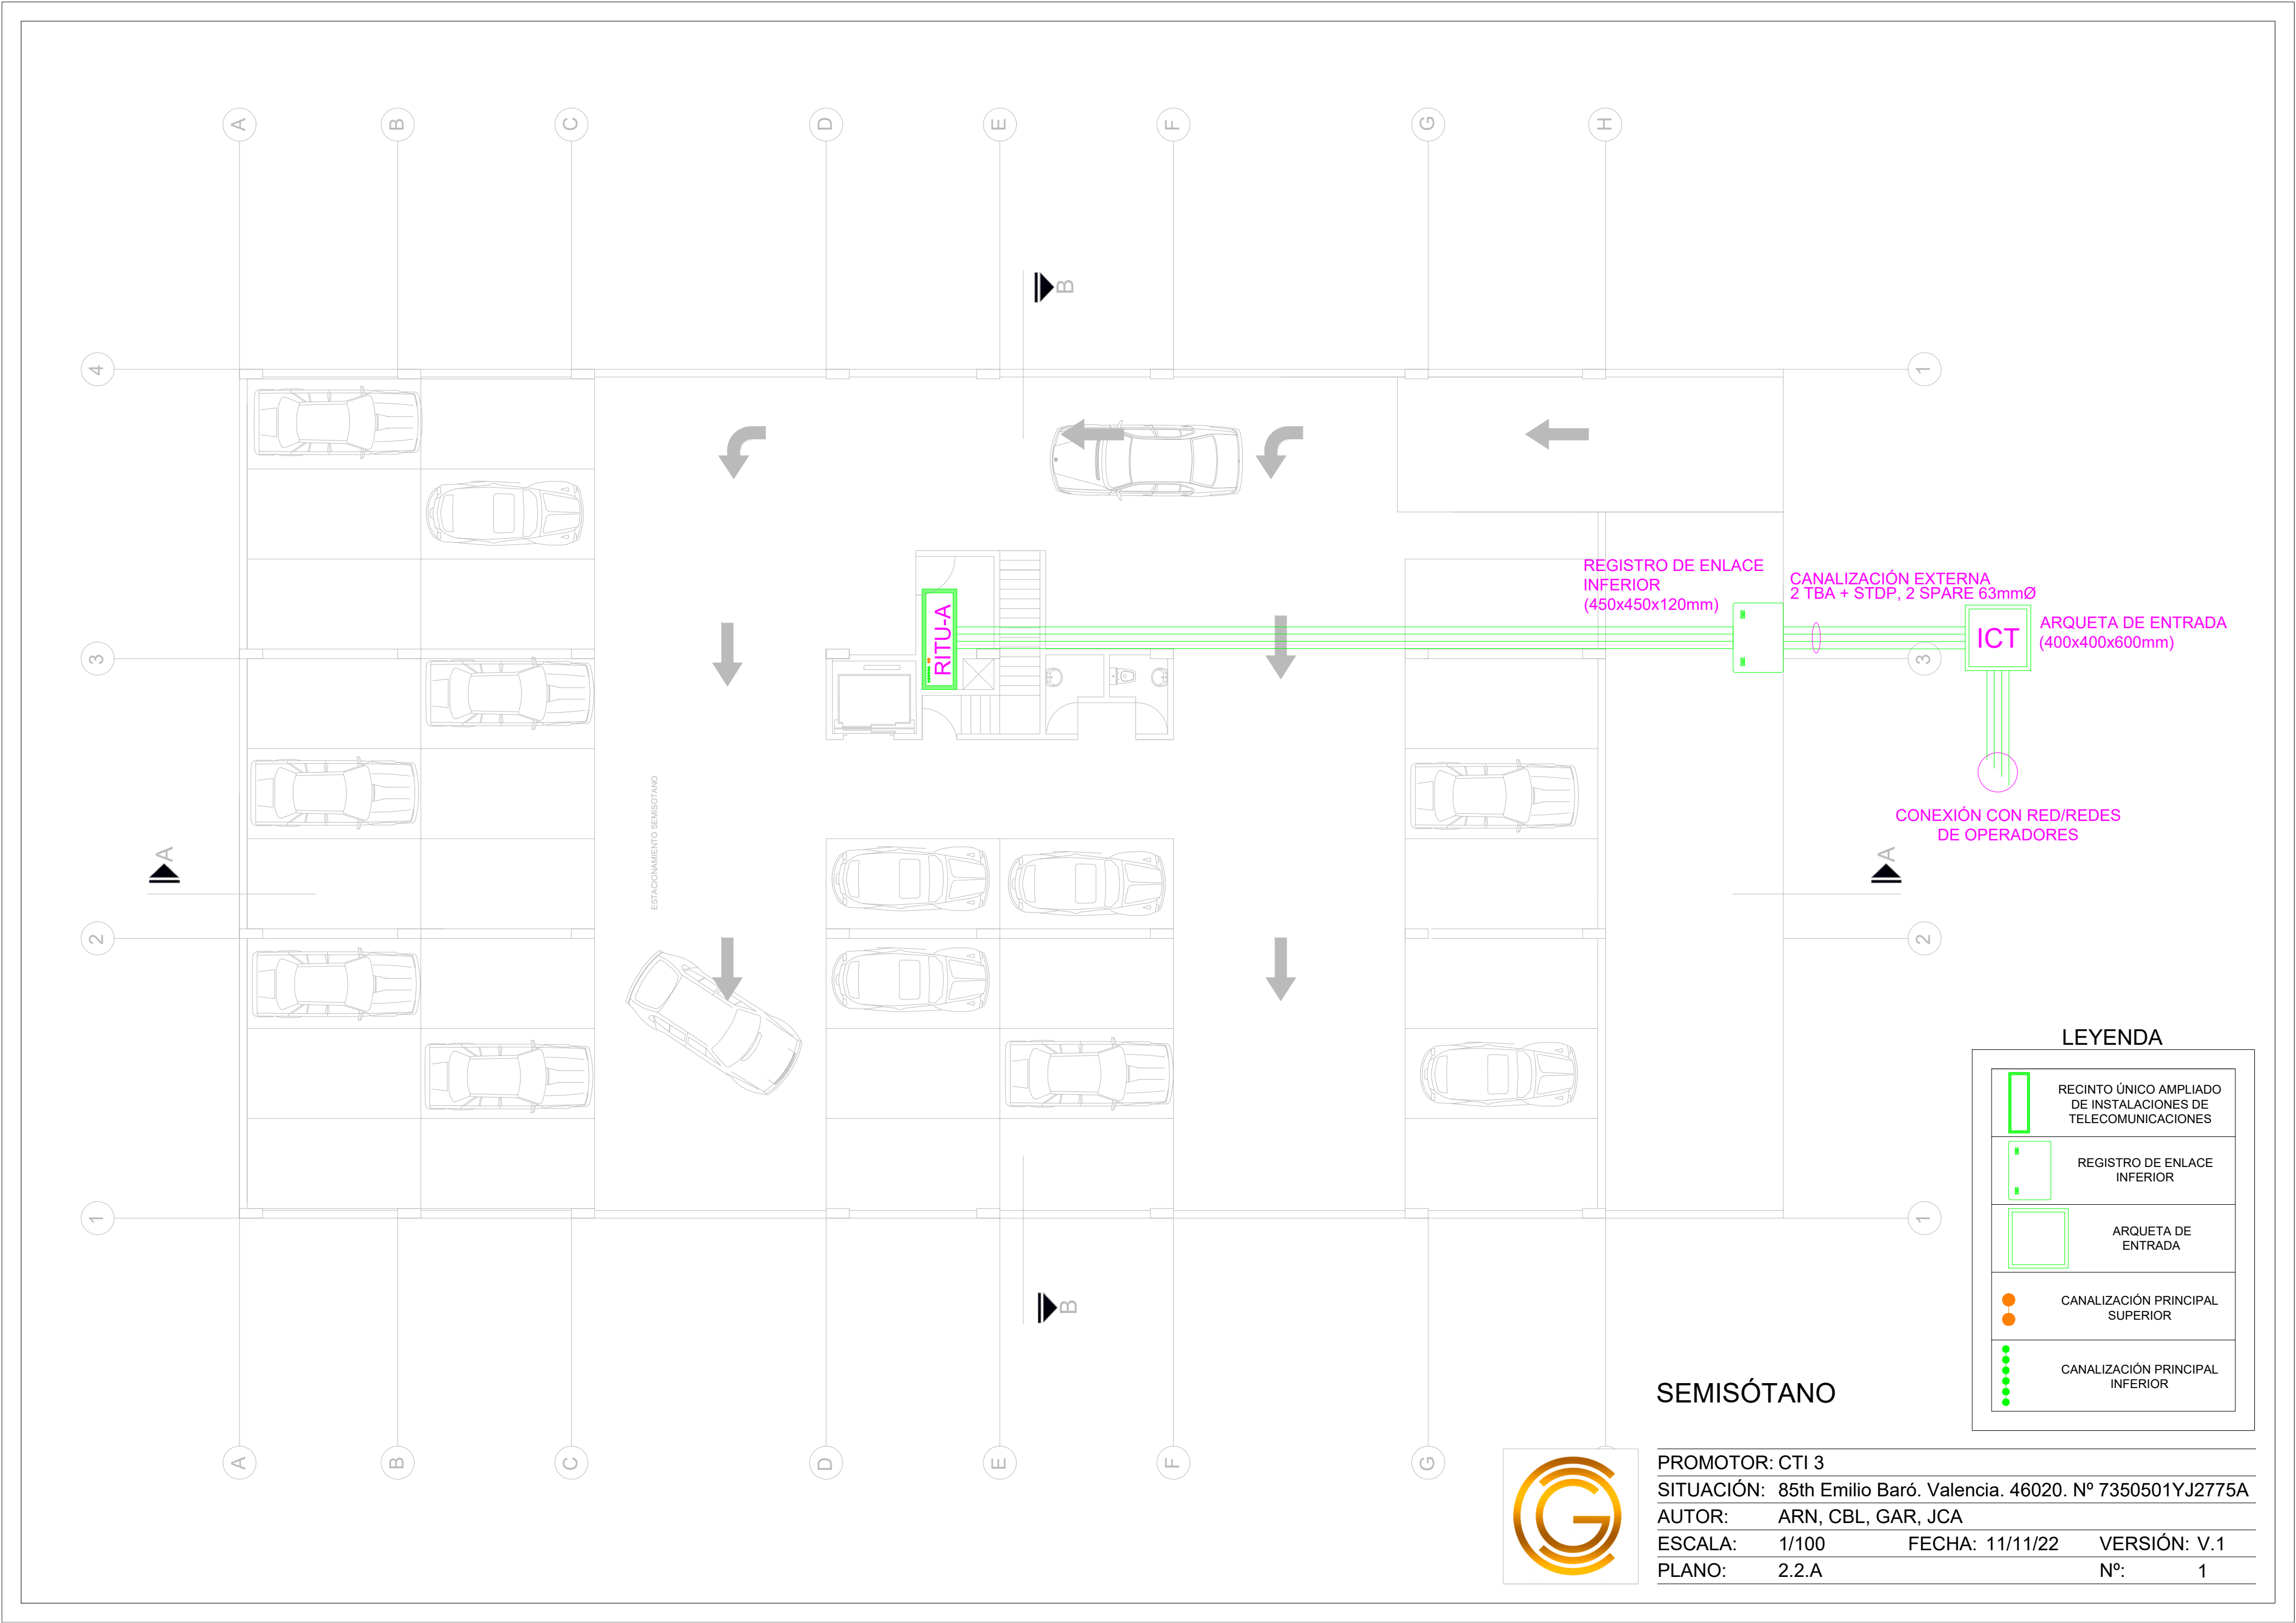 A
B
C
D
E
F
G
H
B
4
1
REGISTRO DE ENLACE
INFERIOR
(450x450x120mm)
CANALIZACIÓN EXTERNA
2 TBA + STDP, 2 SPARE 63mmØ
RITU-A
ICT
ARQUETA DE ENTRADA
(400x400x600mm)
3
3
CONEXIÓN CON RED/REDES
DE OPERADORES
ESTACIONAMIENTO SEMISOTANO
A
A
2
2
LEYENDA
RECINTO ÚNICO AMPLIADO
DE INSTALACIONES DE
TELECOMUNICACIONES
REGISTRO DE ENLACE
INFERIOR
ARQUETA DE
ENTRADA
CANALIZACIÓN PRINCIPAL
SUPERIOR
CANALIZACIÓN PRINCIPAL
INFERIOR
1
1
B
SEMISÓTANO
A
B
C
D
E
F
G
G
PROMOTOR: CTI 3
SITUACIÓN: 85th Emilio Baró. Valencia. 46020. Nº 7350501YJ2775A
AUTOR: ARN, CBL, GAR, JCA
ESCALA: 1/100 FECHA: 11/11/22 VERSIÓN: V.1
PLANO: 2.2.A Nº: 1